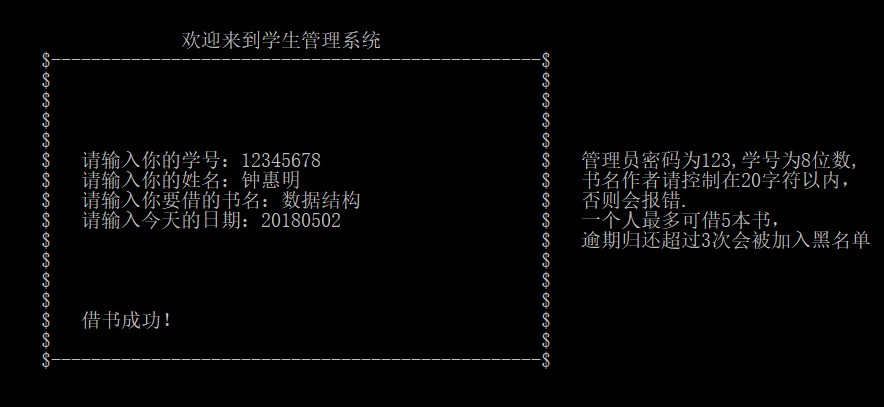 欢迎来到学生管理系统
$-------------------------------------------------$
$ $
$ $
$ $
$ $
$ 请输入你的学号：12345678 $ 管理员密码为123,学号为8位数,
$ 请输入你的姓名：钟惠明 $ 书名作者请控制在20字符以内，
$ 请输入你要借的书名：数据结构 $ 否则会报错.
$ 请输入今天的日期：20180502 $ 一个人最多可借5本书，
$ $ 逾期归还超过3次会被加入黑名单
$ $
$ $
$ $
$ 借书成功！ $
$ $
$-------------------------------------------------$